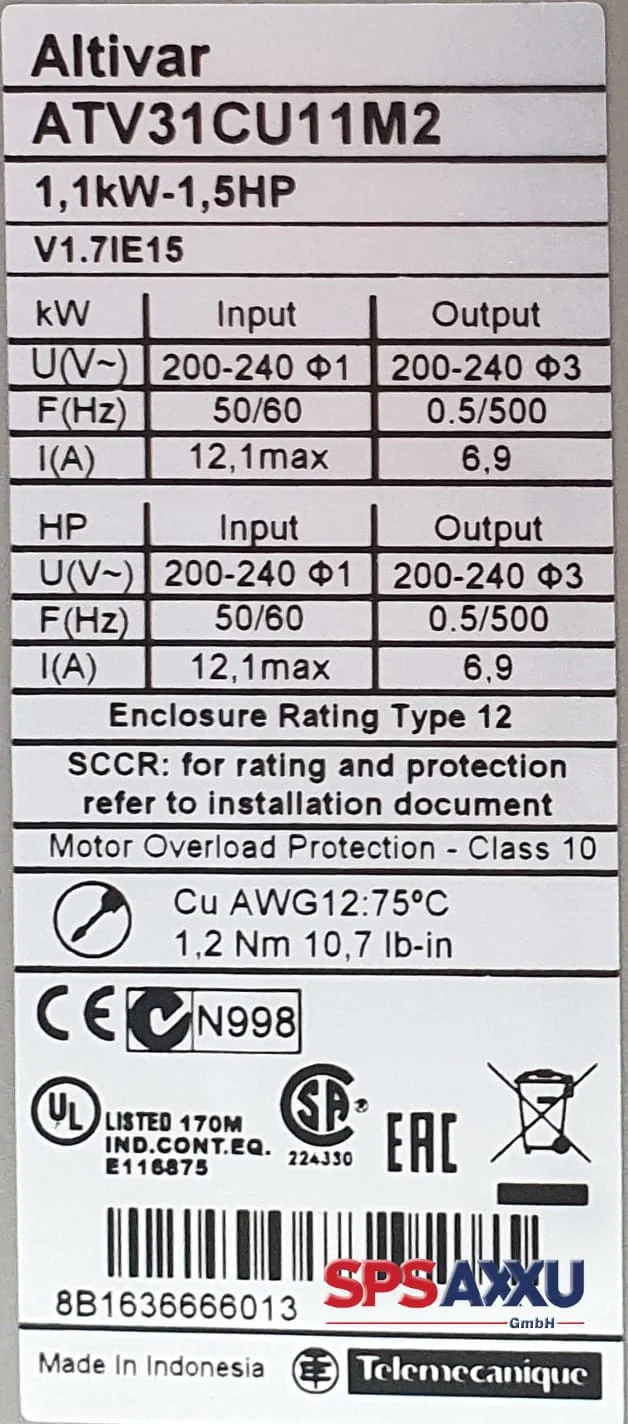 Altivar
ATV31CU11M2
1,1kW-1,5HP
V1.7IE15
kW Input Output
U(V~) 200-240 Φ1 200-240 Φ3
F(Hz) 50/60 0.5/500
I(A) 12,1max 6,9
HP Input Output
U(V~) 200-240 Φ1 200-240 Φ3
F(Hz) 50/60 0.5/500
I(A) 12,1max 6,9
Enclosure Rating Type 12
SCCR: for rating and protection
refer to installation document
Motor Overload Protection - Class 10
Cu AWG12:75ºC
1,2 Nm 10,7 lb-in
CE N998
UL LISTED 170M
IND.CONT.EQ.
E116875
SA ®
224330
EAC
8B1636666013
SPSAXXU
GmbH
Made In Indonesia Telemecanique